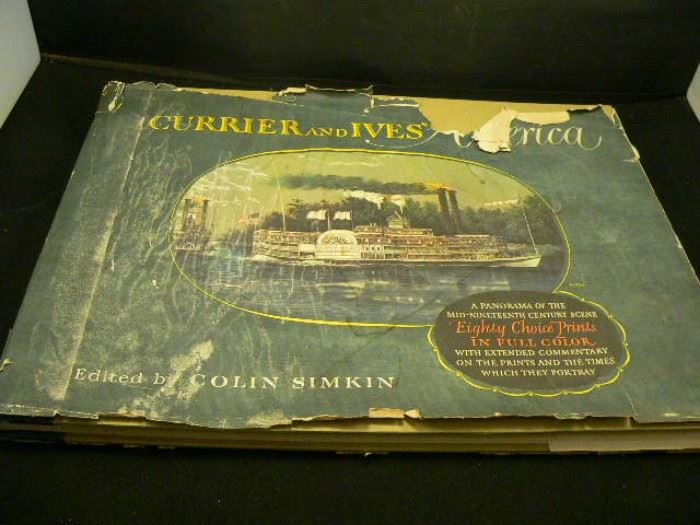 CURRIER AND IVES' America
A PANORAMA OF THE
MID-NINETEENTH CENTURY SCENE
Eighty Choice Prints
IN FULL COLOR
WITH EXTENDED COMMENTARY
ON THE PRINTS AND THE TIMES
WHICH THEY PORTRAY
Edited by COLIN SIMKIN